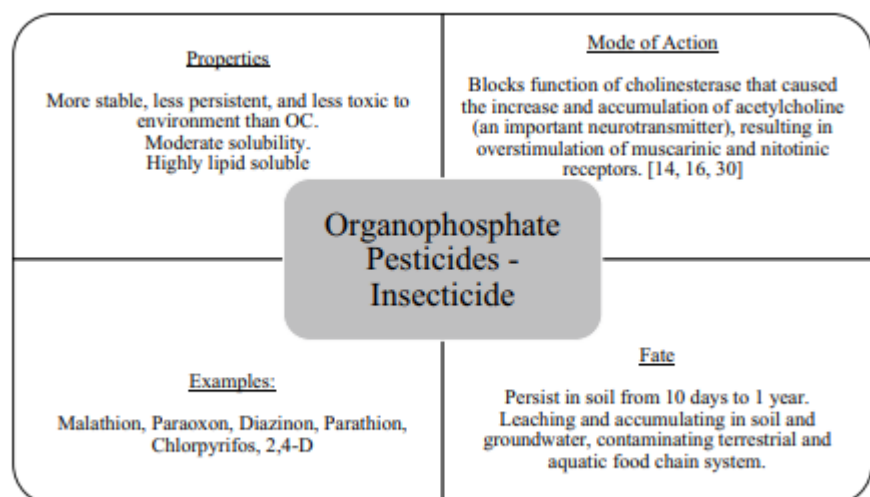 Properties
More stable, less persistent, and less toxic to
environment than OC.
Moderate solubility.
Highly lipid soluble
Mode of Action
Blocks function of cholinesterase that caused
the increase and accumulation of acetylcholine
(an important neurotransmitter), resulting in
overstimulation of muscarinic and nitotinic
receptors. [14, 16, 30]
Organophosphate
Pesticides -
Insecticide
Examples:
Malathion, Paraoxon, Diazinon, Parathion,
Chlorpyrifos, 2,4-D
Fate
Persist in soil from 10 days to 1 year.
Leaching and accumulating in soil and
groundwater, contaminating terrestrial and
aquatic food chain system.